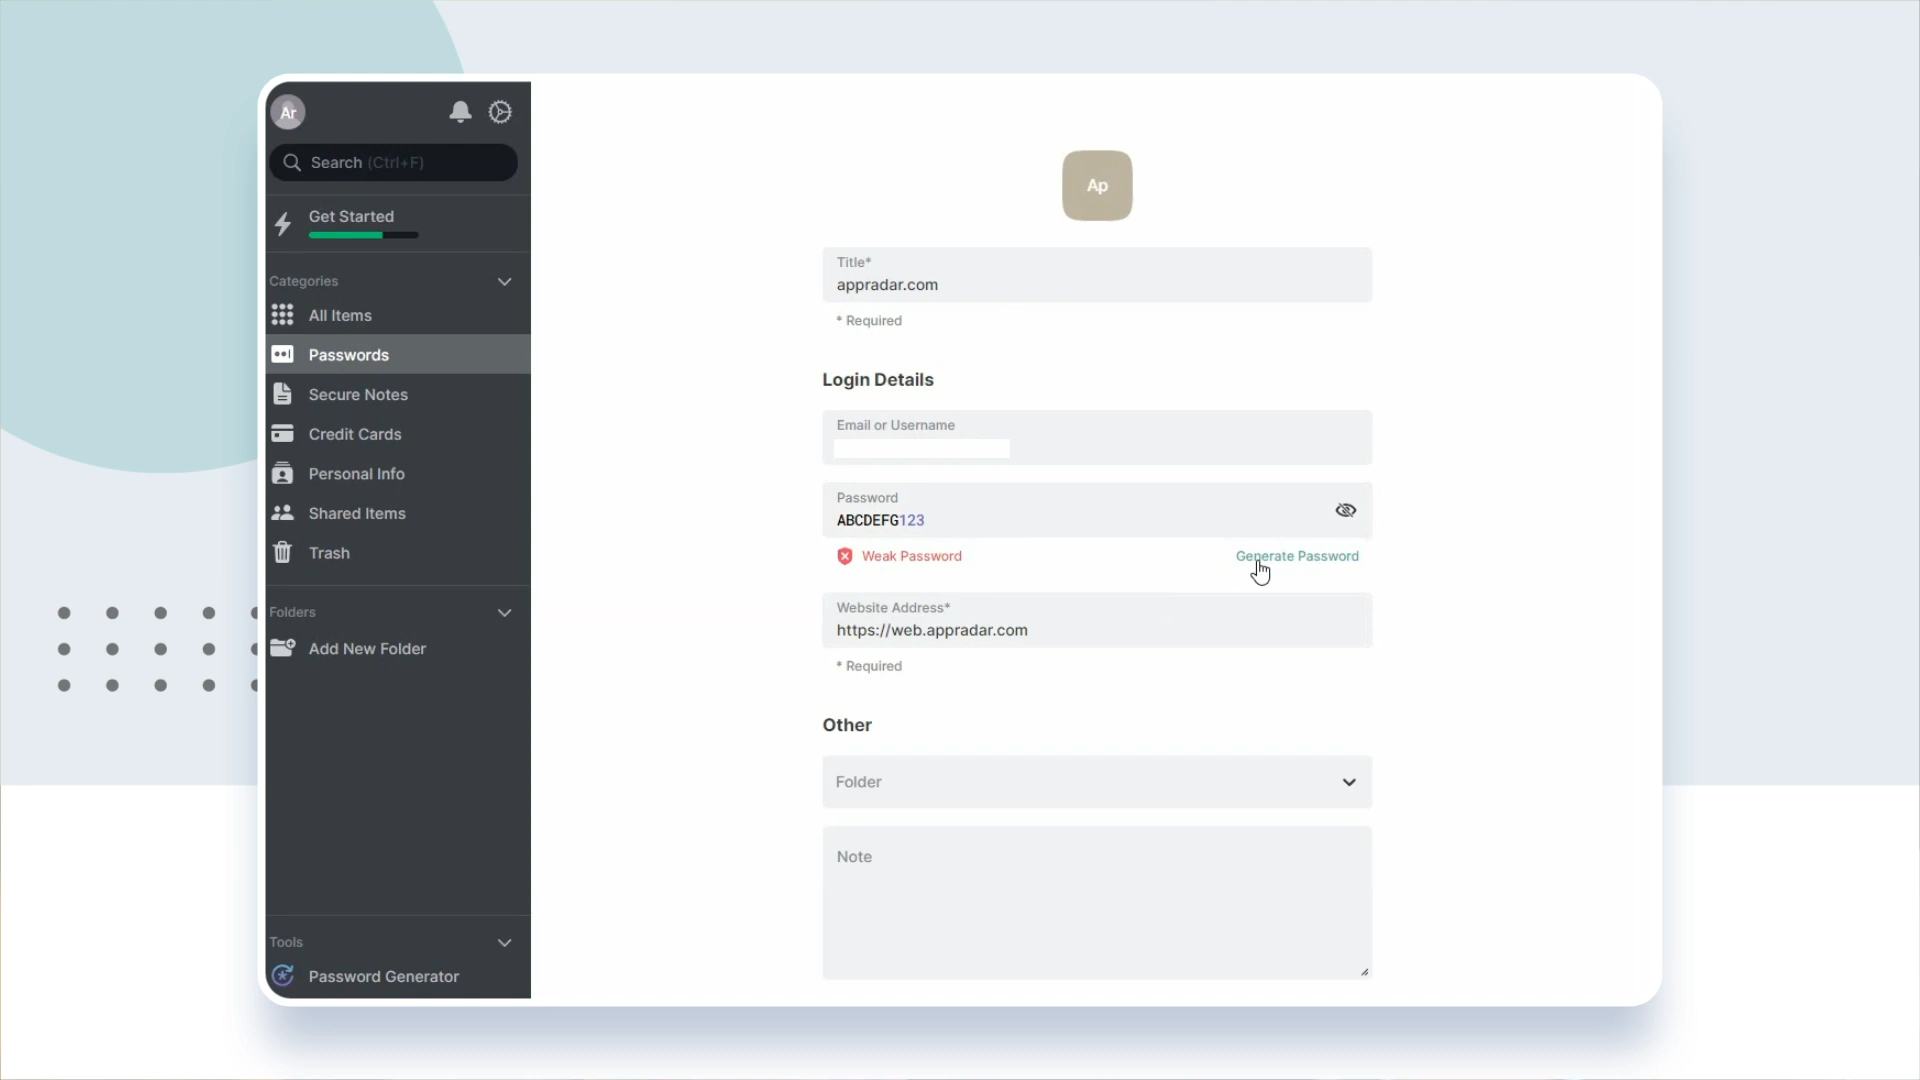 Ar
Search (Ctrl+F)
Get Started
Categories
All Items
Passwords
Secure Notes
Credit Cards
Personal Info
Shared Items
Trash
Folders
Add New Folder
Tools
Password Generator
Ap
Title*
appradar.com
* Required
Login Details
Email or Username
Password
ABCDEFG123
Weak Password
Generate Password
Website Address*
https://web.appradar.com
* Required
Other
Folder
Note